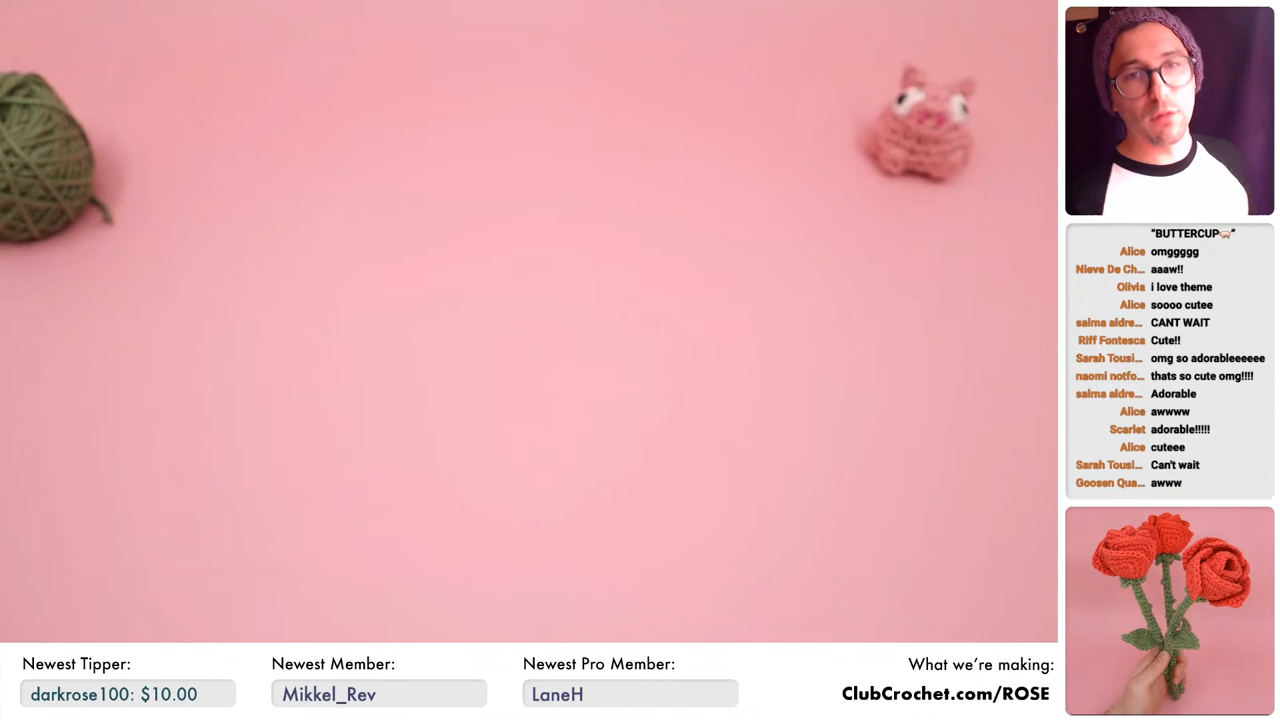 "BUTTERCUP🐖"
Alice omggggg
Nieve De Ch... aaaw!!
Olivia i love theme
Alice soooo cutee
salma aldre... CANT WAIT
Riff Fontesca Cute!!
Sarah Tousi... omg so adorableeeeee
naomi notfo... thats so cute omg!!!!
salma aldre... Adorable
Alice awwww
Scarlet adorable!!!!!
Alice cuteee
Sarah Tousi... Can't wait
Goosen Qua... awww
Newest Tipper:
darkrose100: $10.00
Newest Member:
Mikkel_Rev
Newest Pro Member:
LaneH
What we're making:
ClubCrochet.com/ROSE